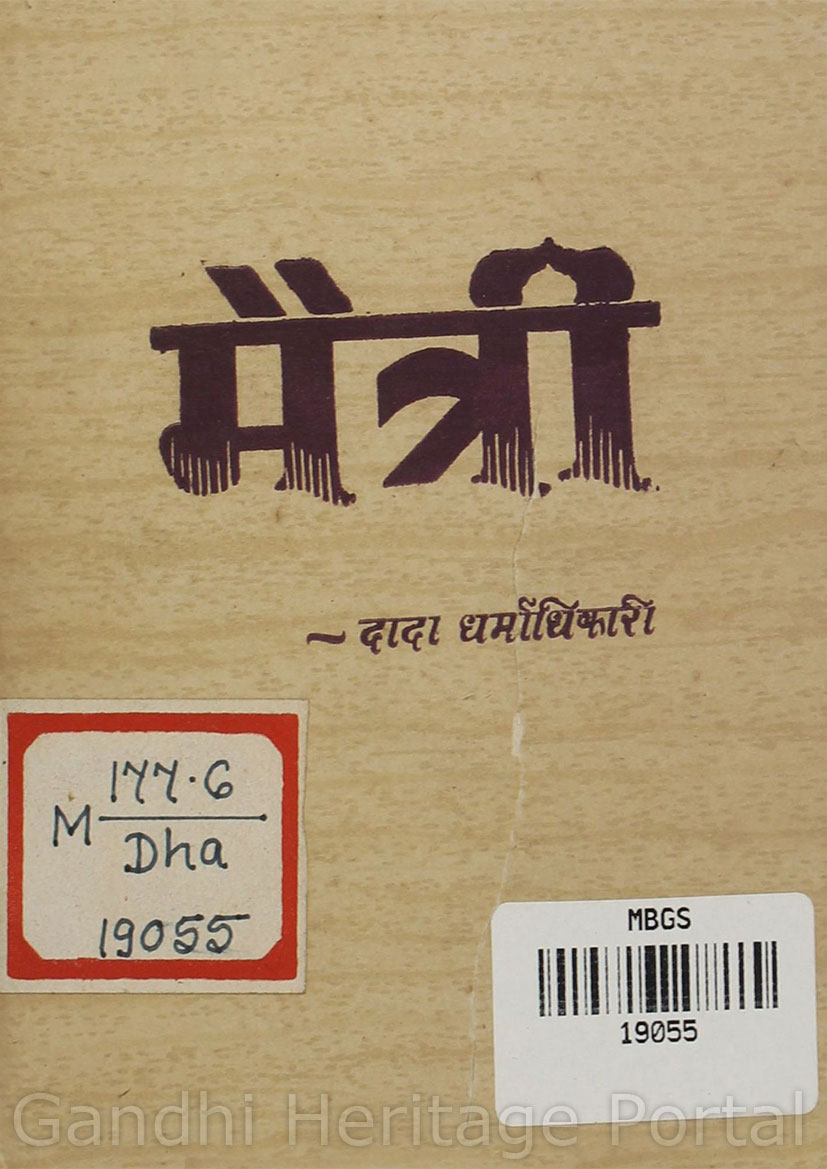 मैत्री
~ दादा धर्माधिकारी
177.6
M
Dha
19055
MBGS
19055
Gandhi Heritage Portal